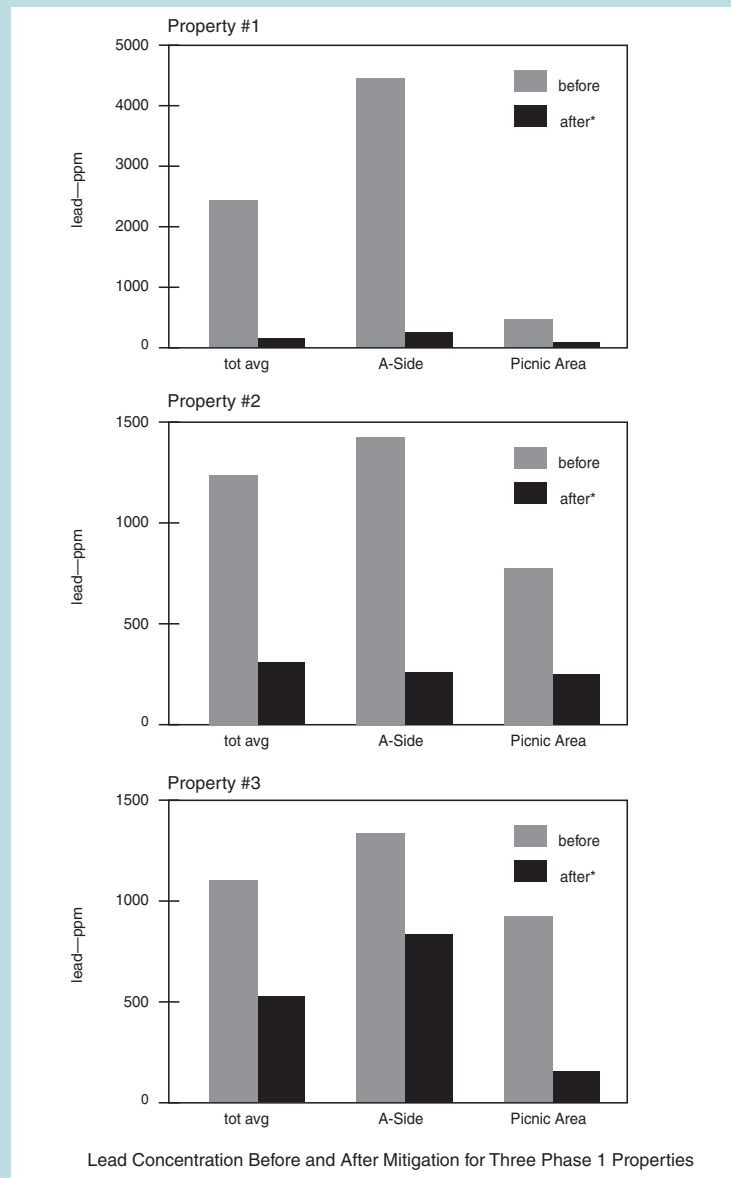 Property #1
5000
4000
3000
2000
1000
0
lead—ppm
before
after*
tot avg A-Side Picnic Area
Property #2
1500
1000
500
0
lead—ppm
before
after*
tot avg A-Side Picnic Area
Property #3
1500
1000
500
0
lead—ppm
before
after*
tot avg A-Side Picnic Area
Lead Concentration Before and After Mitigation for Three Phase 1 Properties